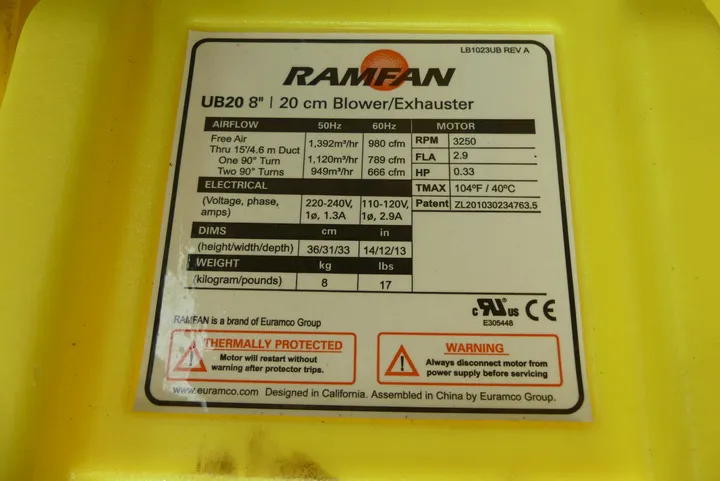 LB1023UB REV A
RAMFAN
UB20 8" | 20 cm Blower/Exhauster
AIRFLOW 50Hz 60Hz MOTOR
Free Air 1,392m³/hr 980 cfm RPM 3250
Thru 15'/4.6 m Duct FLA 2.9
One 90° Turn 1,120m³/hr 789 cfm HP 0.33
Two 90° Turns 949m³/hr 666 cfm
ELECTRICAL TMAX 104ºF / 40ºC
(Voltage, phase, 220-240V, 110-120V, Patent ZL201030234763.5
amps) 1ø, 1.3A 1ø, 2.9A
DIMS cm in
(height/width/depth) 36/31/33 14/12/13
WEIGHT kg lbs
(kilogram/pounds) 8 17
RAMFAN is a brand of Euramco Group
c RU us CE
E305448
THERMALLY PROTECTED
Motor will restart without
warning after protector trips.
WARNING
Always disconnect motor from
power supply before servicing
www.euramco.com Designed in California. Assembled in China by Euramco Group.